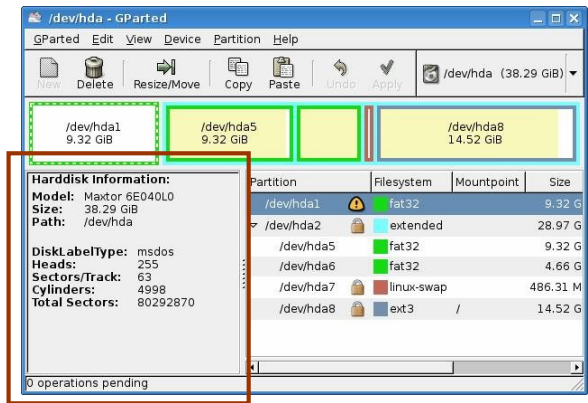 /dev/hda - GParted
GParted Edit View Device Partition Help
New Delete Resize/Move Copy Paste Undo Apply /dev/hda (38.29 GiB)
/dev/hda1 /dev/hda5 /dev/hda8
9.32 GiB 9.32 GiB 14.52 GiB
Harddisk Information:
Model: Maxtor 6E040L0
Size: 38.29 GiB
Path: /dev/hda
DiskLabelType: msdos
Heads: 255
Sectors/Track: 63
Cylinders: 4998
Total Sectors: 80292870
Partition Filesystem Mountpoint Size
/dev/hda1 fat32 9.32 G
/dev/hda2 extended 28.97 G
/dev/hda5 fat32 9.32 G
/dev/hda6 fat32 4.66 G
/dev/hda7 linux-swap 486.31 M
/dev/hda8 ext3 / 14.52 G
0 operations pending